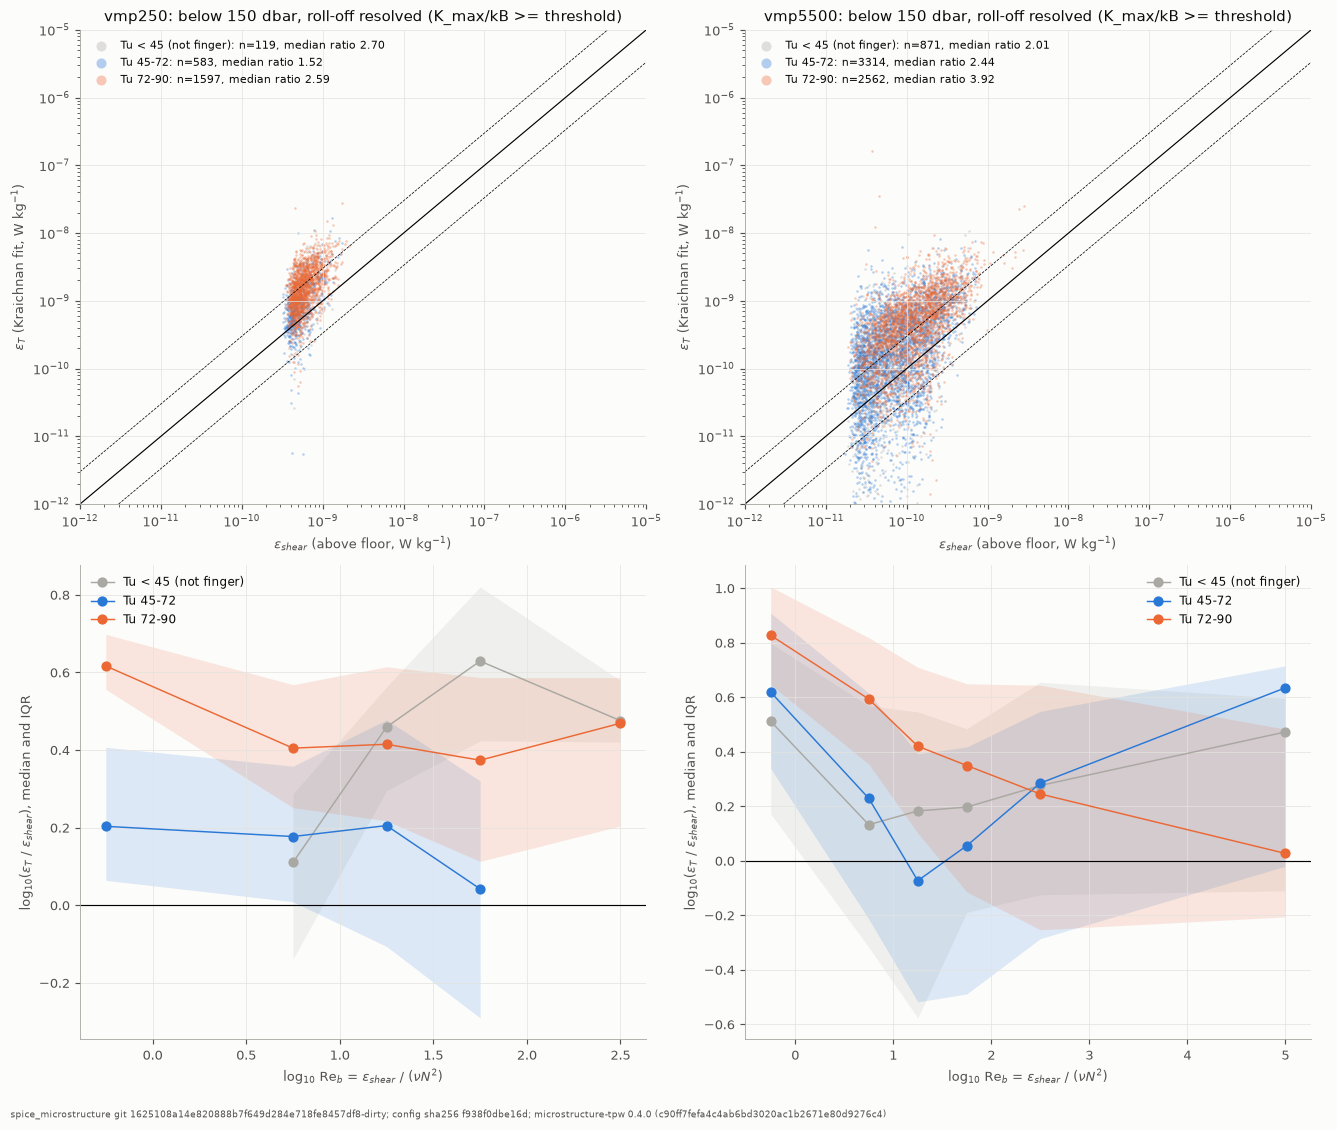 vmp250: below 150 dbar, roll-off resolved (K_max/kB >= threshold)
Tu < 45 (not finger): n=119, median ratio 2.70
Tu 45-72: n=583, median ratio 1.52
Tu 72-90: n=1597, median ratio 2.59
10⁻⁵
10⁻⁶
10⁻⁷
10⁻⁸
10⁻⁹
10⁻¹⁰
10⁻¹¹
10⁻¹²
ε_T (Kraichnan fit, W kg⁻¹)
10⁻¹² 10⁻¹¹ 10⁻¹⁰ 10⁻⁹ 10⁻⁸ 10⁻⁷ 10⁻⁶ 10⁻⁵
ε_shear (above floor, W kg⁻¹)
vmp5500: below 150 dbar, roll-off resolved (K_max/kB >= threshold)
Tu < 45 (not finger): n=871, median ratio 2.01
Tu 45-72: n=3314, median ratio 2.44
Tu 72-90: n=2562, median ratio 3.92
10⁻⁵
10⁻⁶
10⁻⁷
10⁻⁸
10⁻⁹
10⁻¹⁰
10⁻¹¹
10⁻¹²
ε_T (Kraichnan fit, W kg⁻¹)
10⁻¹² 10⁻¹¹ 10⁻¹⁰ 10⁻⁹ 10⁻⁸ 10⁻⁷ 10⁻⁶ 10⁻⁵
ε_shear (above floor, W kg⁻¹)
Tu < 45 (not finger)
Tu 45-72
Tu 72-90
0.8
0.6
0.4
0.2
0.0
−0.2
log₁₀(ε_T / ε_shear), median and IQR
0.0 0.5 1.0 1.5 2.0 2.5
log₁₀ Re_b = ε_shear / (νN²)
Tu < 45 (not finger)
Tu 45-72
Tu 72-90
1.0
0.8
0.6
0.4
0.2
0.0
−0.2
−0.4
−0.6
log₁₀(ε_T / ε_shear), median and IQR
0 1 2 3 4 5
log₁₀ Re_b = ε_shear / (νN²)
spice_microstructure git 1625108a14e820888b7f649d284e718fe8457df8-dirty; config sha256 f938f0dbe16d; microstructure-tpw 0.4.0 (c90ff7fefa4c4ab6bd3020ac1b2671e80d9276c4)